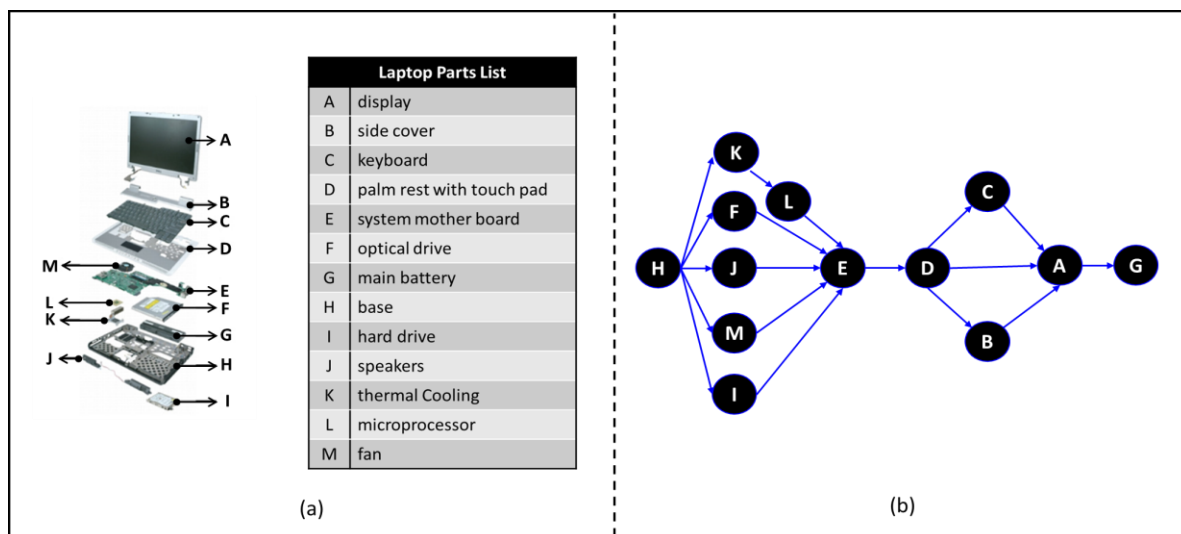 A
B
C
D
M
E
L
F
K
G
J
H
I
Laptop Parts List
A display
B side cover
C keyboard
D palm rest with touch pad
E system mother board
F optical drive
G main battery
H base
I hard drive
J speakers
K thermal Cooling
L microprocessor
M fan
(a)
K
L
C
F
H
J
E
D
A
G
M
B
I
(b)